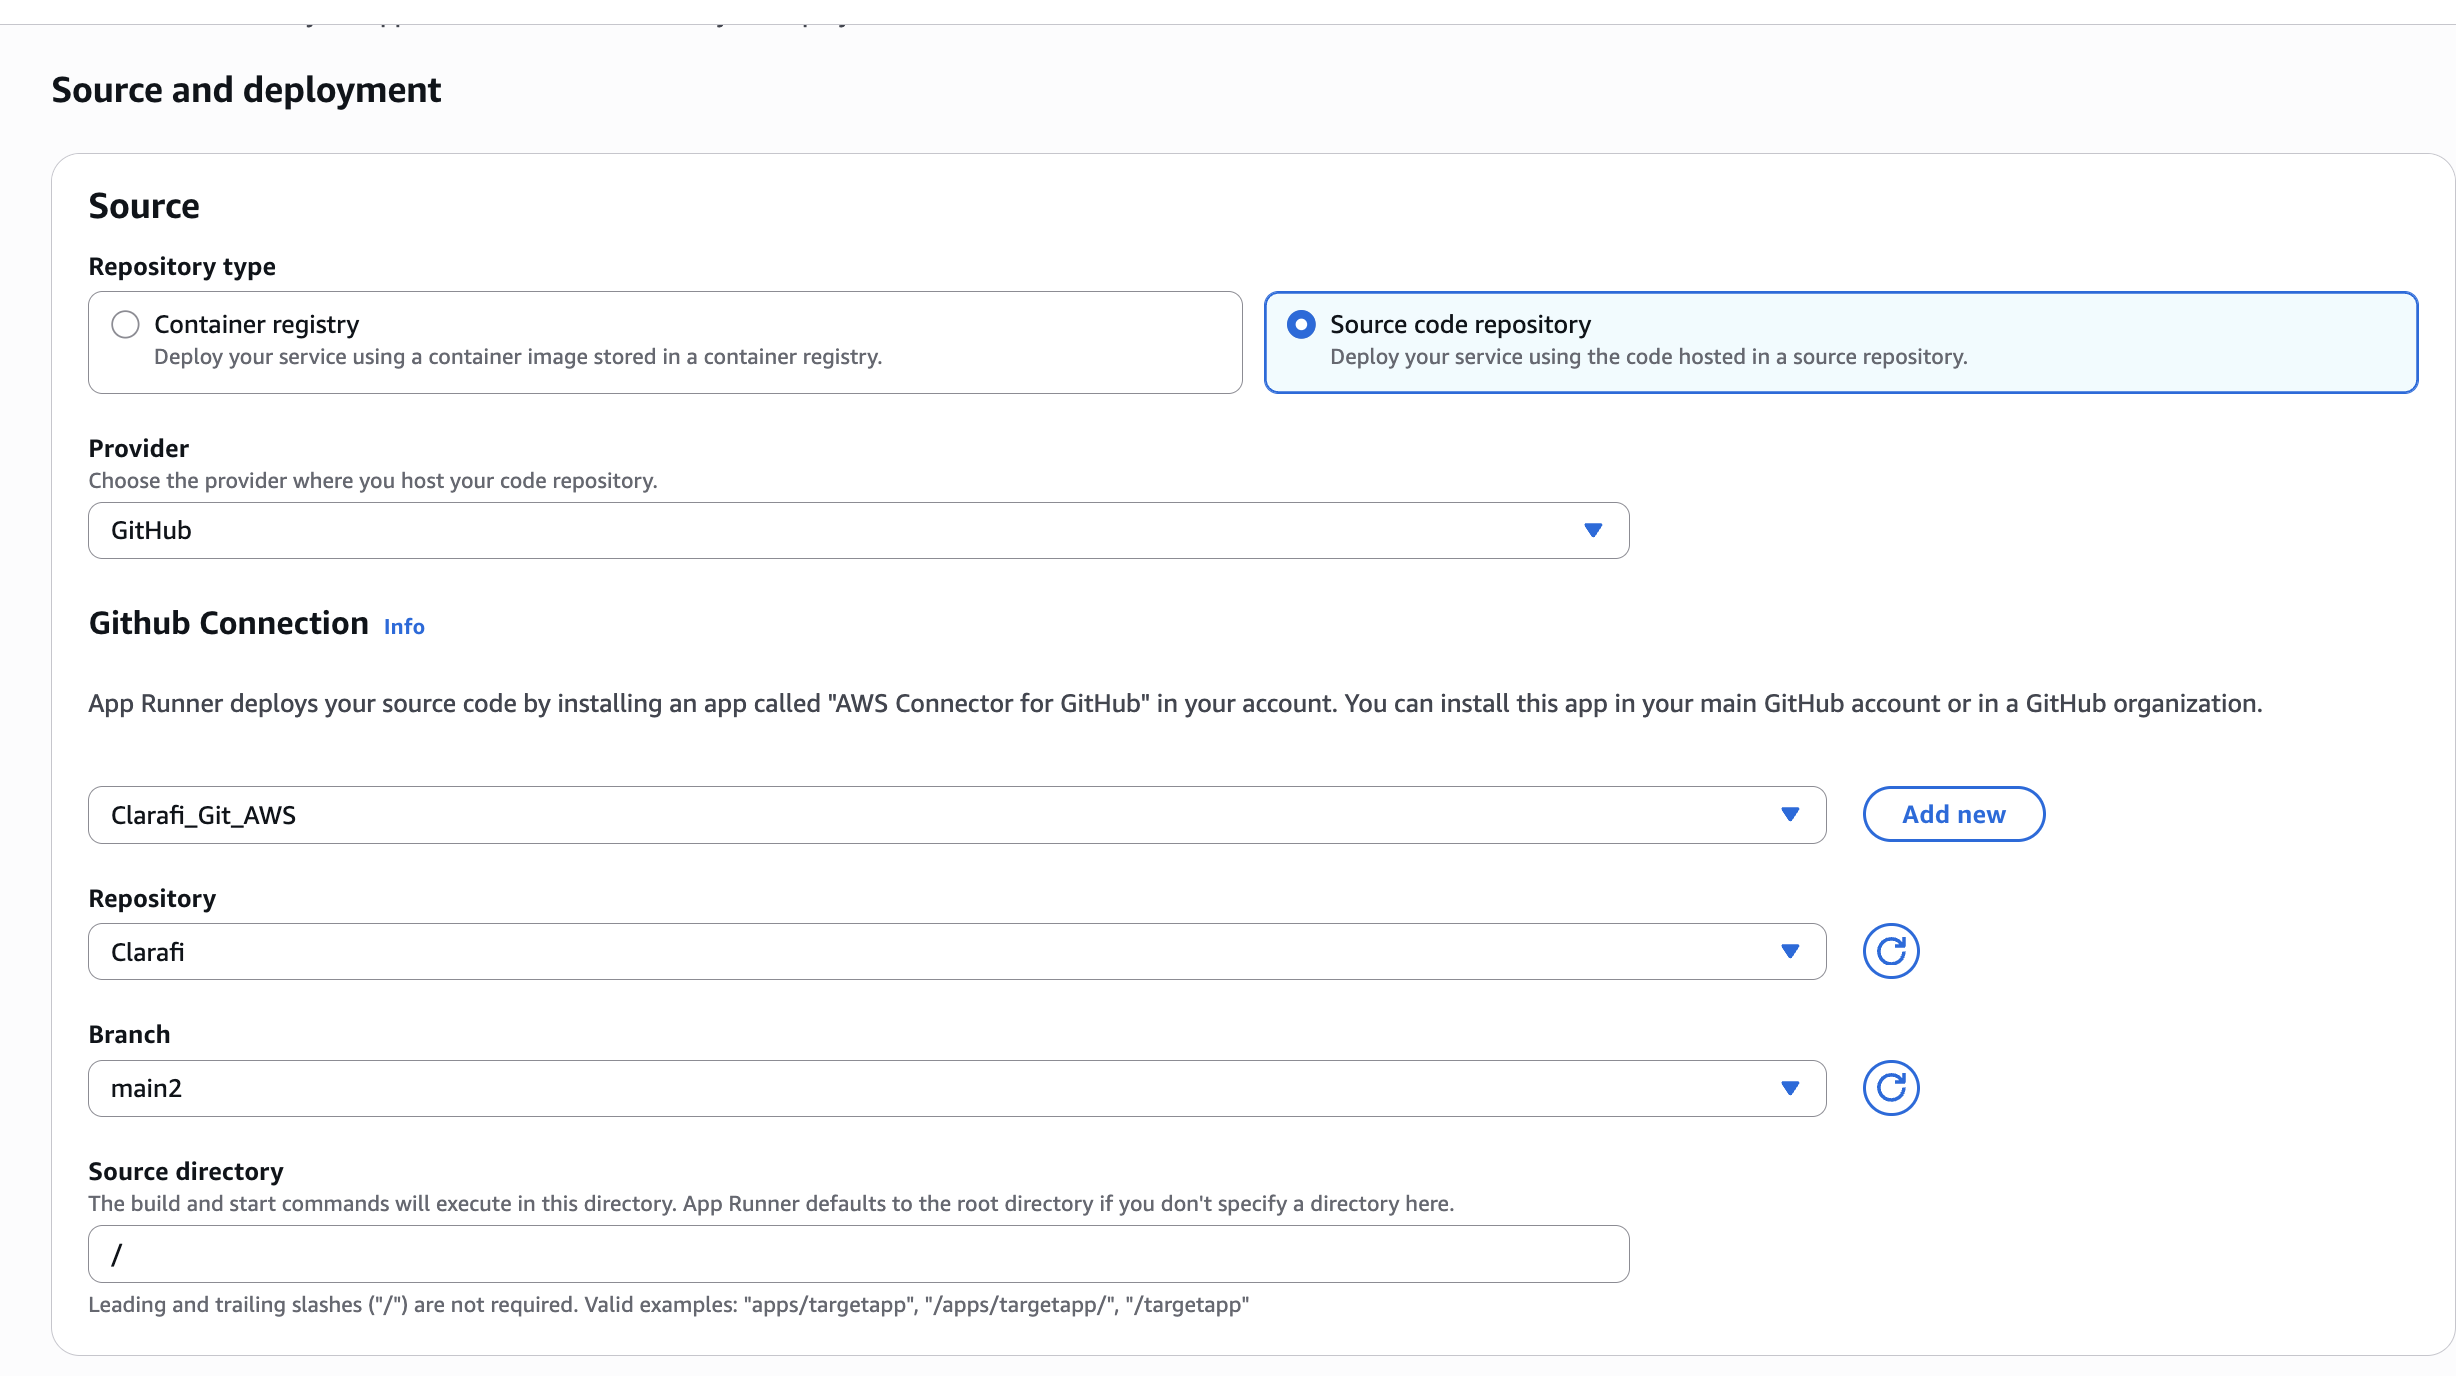 Source and deployment
Source
Repository type
Container registry
Deploy your service using a container image stored in a container registry.
Source code repository
Deploy your service using the code hosted in a source repository.
Provider
Choose the provider where you host your code repository.
GitHub
Github Connection Info
App Runner deploys your source code by installing an app called "AWS Connector for GitHub" in your account. You can install this app in your main GitHub account or in a GitHub organization.
Clarafi_Git_AWS
Add new
Repository
Clarafi
Branch
main2
Source directory
The build and start commands will execute in this directory. App Runner defaults to the root directory if you don't specify a directory here.
/
Leading and trailing slashes ("/") are not required. Valid examples: "apps/targetapp", "/apps/targetapp/", "/targetapp"